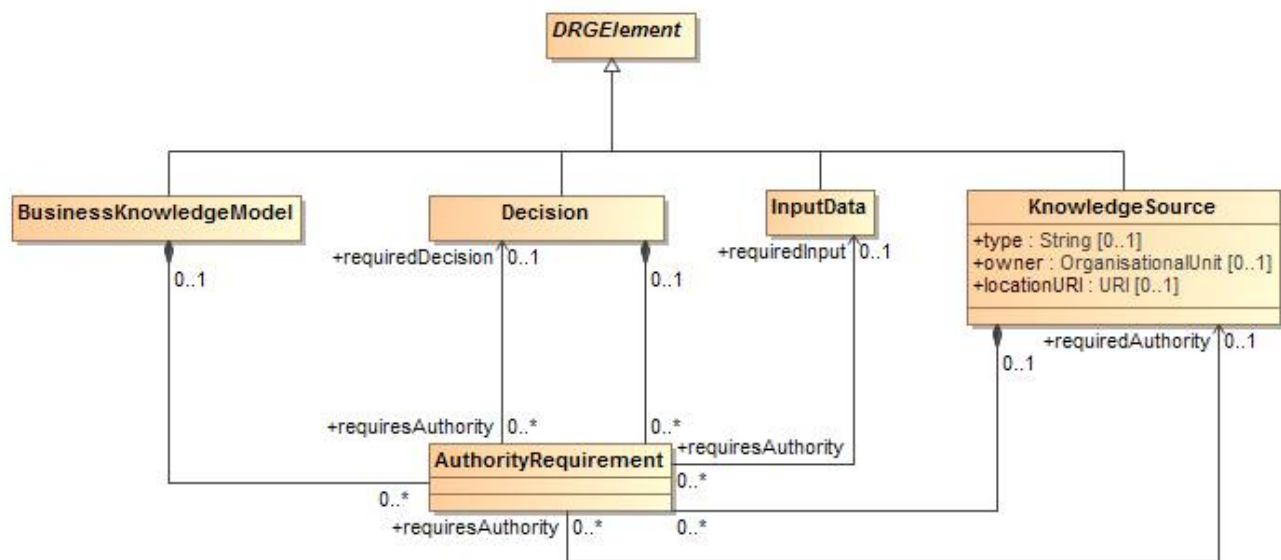 DRGElement
BusinessKnowledgeModel
Decision
InputData
KnowledgeSource
+type : String [0..1]
+owner : OrganisationalUnit [0..1]
+locationURI : URI [0..1]
0..1
+requiredDecision
0..1
0..1
+requiredInput
0..1
0..1
+requiredAuthority
0..1
+requiresAuthority
0..*
0..*
+requiresAuthority
0..*
AuthorityRequirement
0..*
+requiresAuthority
0..*
0..*